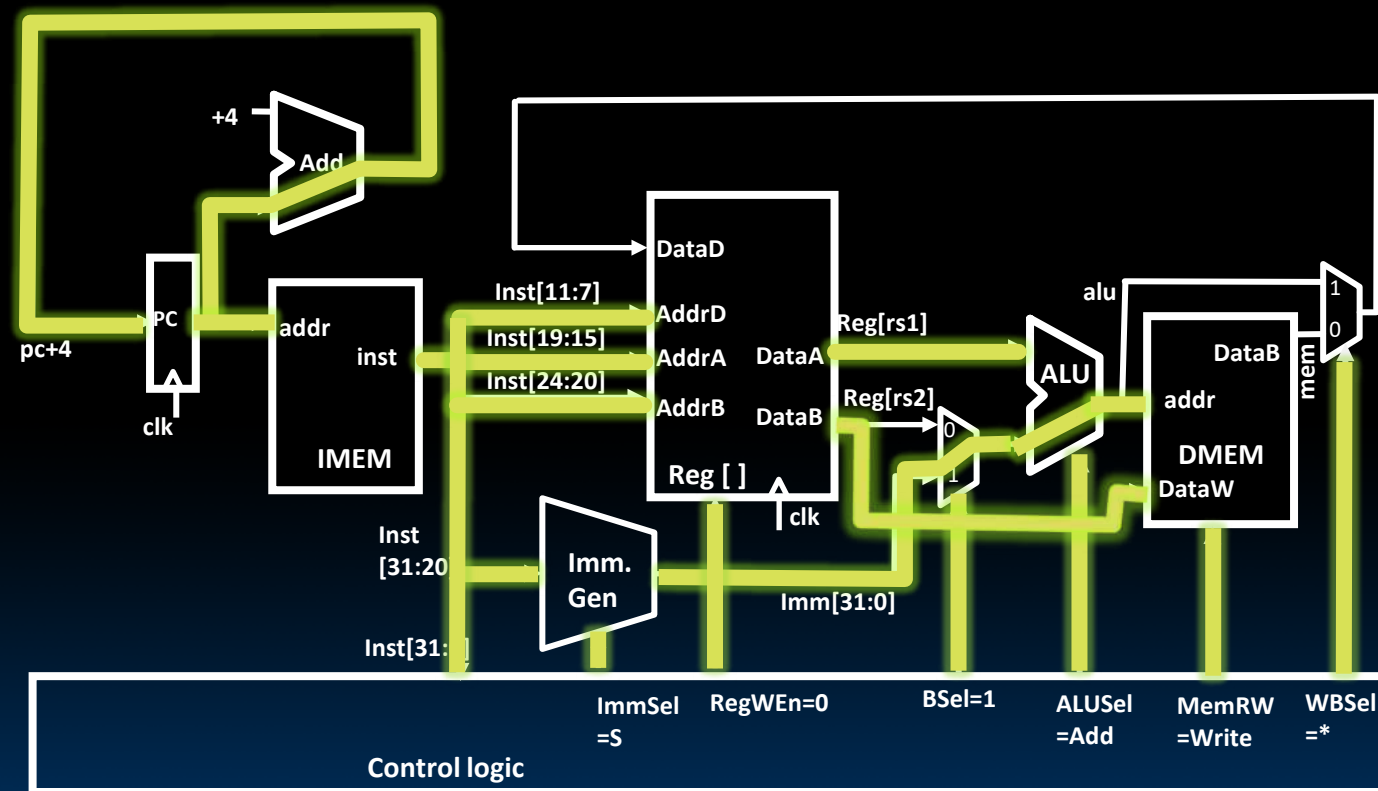 +4
Add
DataD
Inst[11:7]
alu
1
PC
addr
AddrD
Reg[rs1]
0
pc+4
inst
Inst[19:15]
AddrA
DataA
DataB
mem
Inst[24:20]
ALU
AddrB
Reg[rs2]
addr
clk
DataB
0
IMEM
DMEM
Reg [ ]
1
DataW
clk
Inst
[31:20]
Imm.
Gen
Imm[31:0]
Inst[31:
ImmSel
=S
RegWEn=0
BSel=1
ALUSel
=Add
MemRW
=Write
WBSel
=*
Control logic